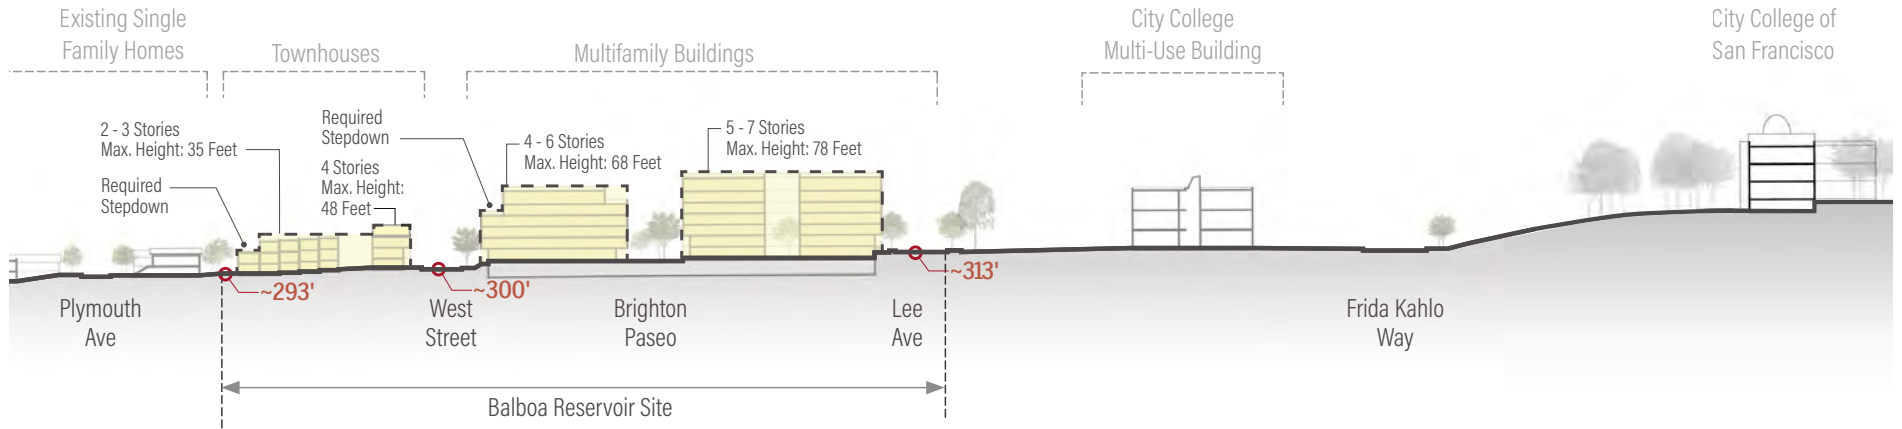 Existing Single
Family Homes
Townhouses
Multifamily Buildings
City College
Multi-Use Building
City College of
San Francisco
2 - 3 Stories
Max. Height: 35 Feet
Required
Stepdown
4 Stories
Max. Height:
48 Feet
Required
Stepdown
4 - 6 Stories
Max. Height: 68 Feet
5 - 7 Stories
Max. Height: 78 Feet
~293'
~300'
~313'
Plymouth
Ave
West
Street
Brighton
Paseo
Lee
Ave
Frida Kahlo
Way
Balboa Reservoir Site